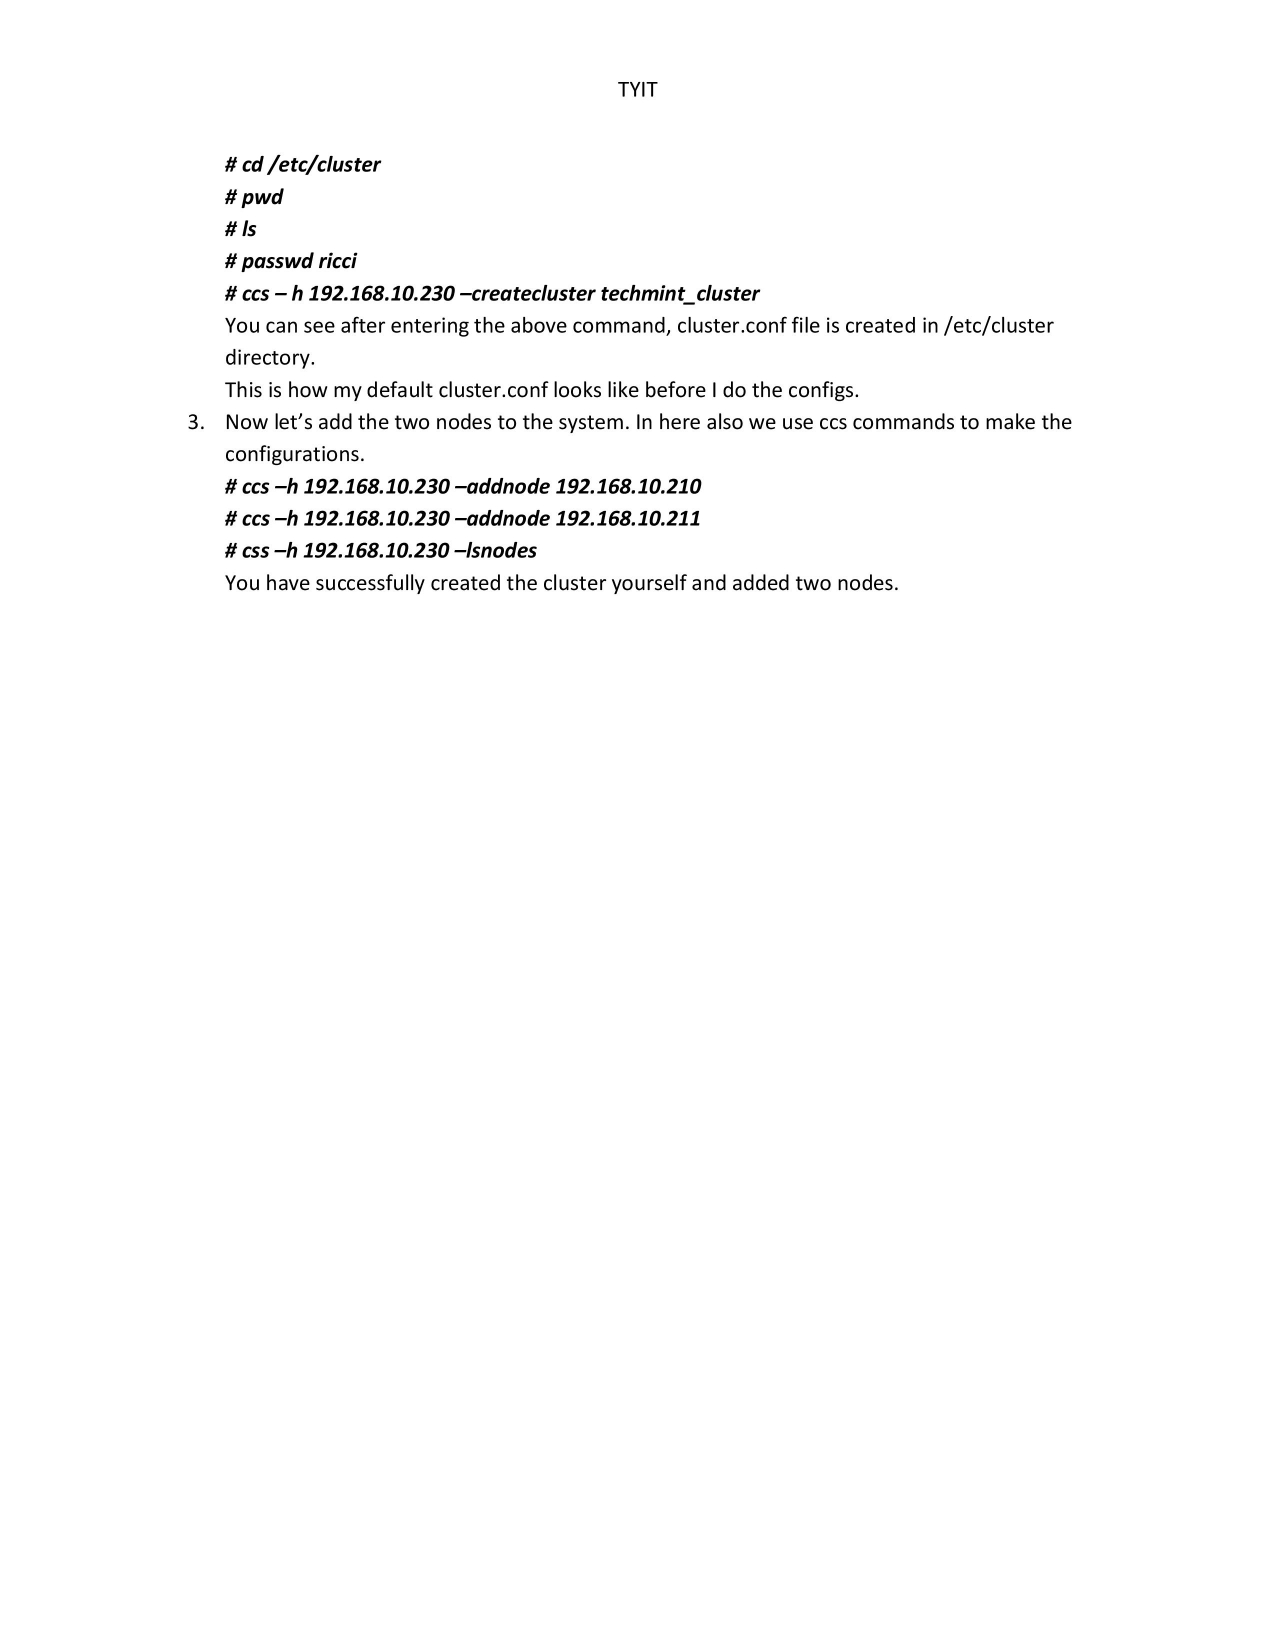 TYIT
# cd /etc/cluster
# pwd
# ls
# passwd ricci
# ccs – h 192.168.10.230 –createcluster techmint_cluster
You can see after entering the above command, cluster.conf file is created in /etc/cluster
directory.
This is how my default cluster.conf looks like before I do the configs.
3. Now let’s add the two nodes to the system. In here also we use ccs commands to make the
configurations.
# ccs –h 192.168.10.230 –addnode 192.168.10.210
# ccs –h 192.168.10.230 –addnode 192.168.10.211
# css –h 192.168.10.230 –lsnodes
You have successfully created the cluster yourself and added two nodes.